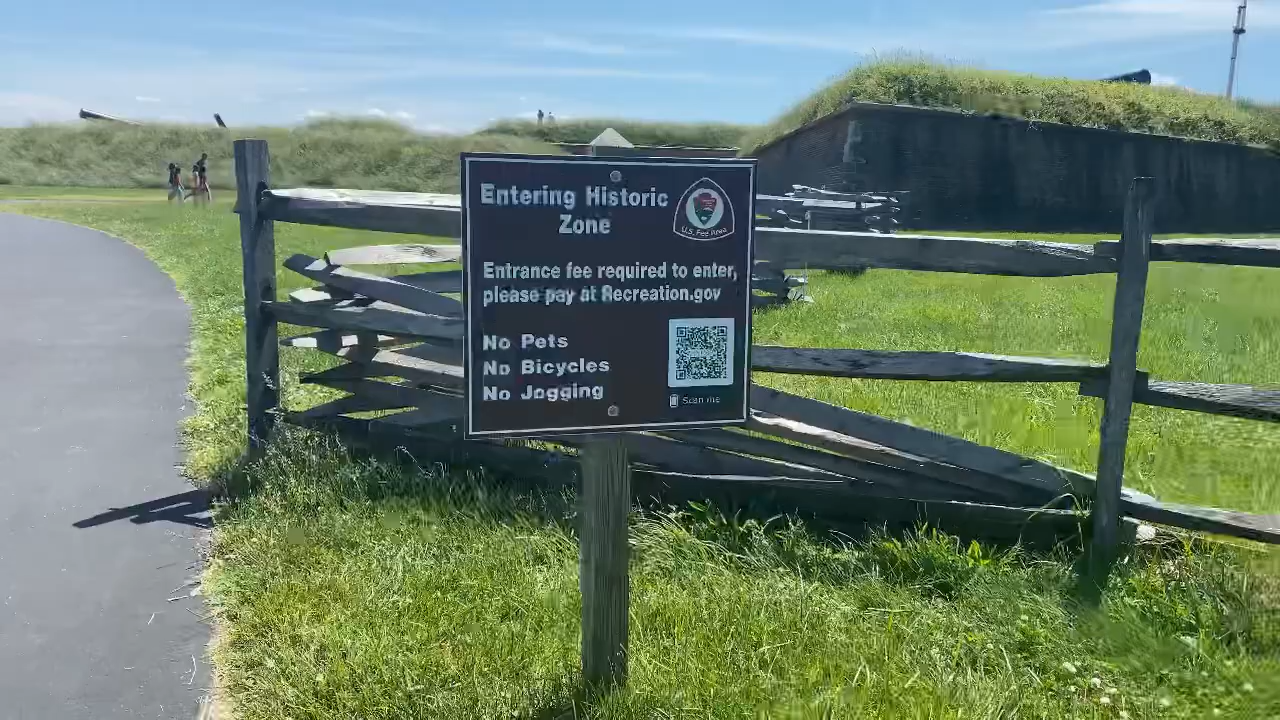 Entering Historic
Zone
U.S. Fee Area
Entrance fee required to enter,
please pay at Recreation.gov
No Pets
No Bicycles
No Jogging
Scan me